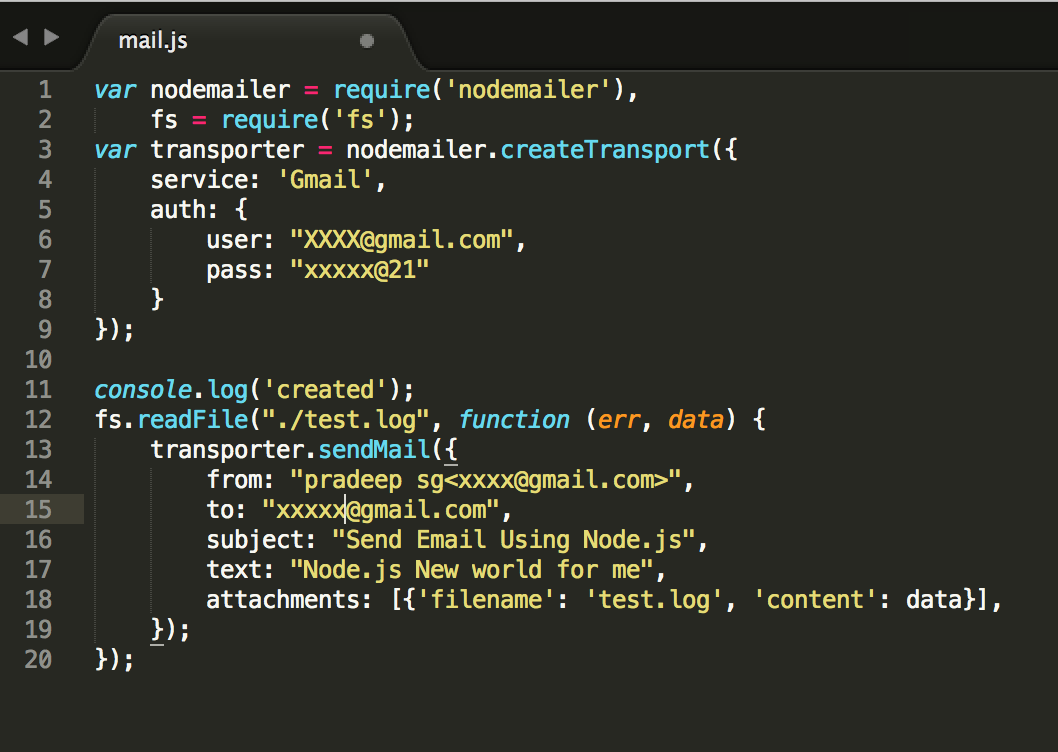 mail.js
1 var nodemailer = require('nodemailer'),
2     fs = require('fs');
3 var transporter = nodemailer.createTransport({
4     service: 'Gmail',
5     auth: {
6         user: "XXXX@gmail.com",
7         pass: "xxxxx@21"
8     }
9 });
10
11 console.log('created');
12 fs.readFile("./test.log", function (err, data) {
13     transporter.sendMail({
14         from: "pradeep sg<xxxx@gmail.com>",
15         to: "xxxxx@gmail.com",
16         subject: "Send Email Using Node.js",
17         text: "Node.js New world for me",
18         attachments: [{'filename': 'test.log', 'content': data}],
19     });
20 });